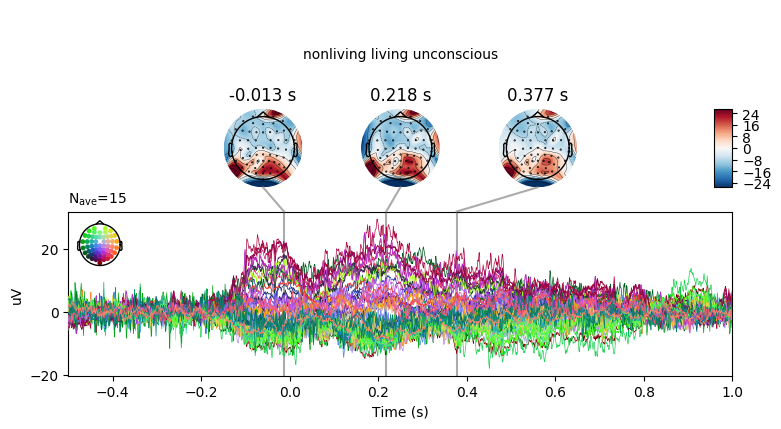 nonliving living unconscious
-0.013 s 0.218 s 0.377 s
24
16
8
0
−8
−16
−24
Nave=15
20
0
−20
uV
−0.4 −0.2 0.0 0.2 0.4 0.6 0.8 1.0
Time (s)